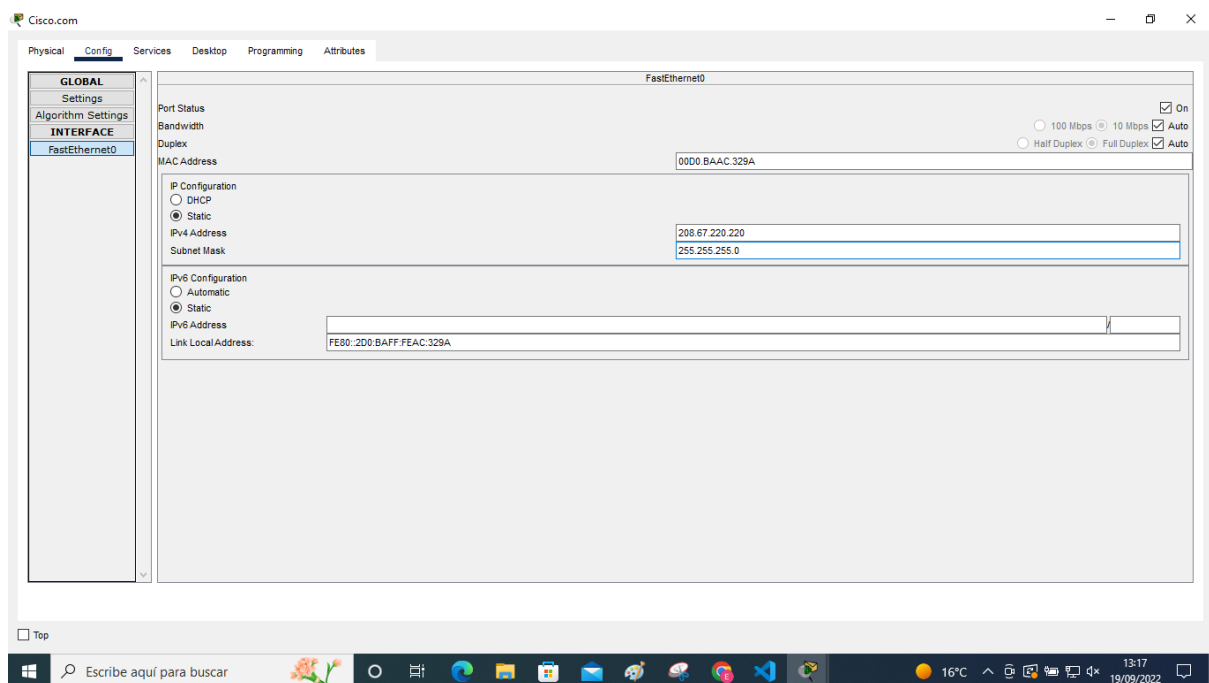 Cisco.com
Physical Config Services Desktop Programming Attributes
GLOBAL
Settings
Algorithm Settings
INTERFACE
FastEthernet0
FastEthernet0
Port Status On
Bandwidth 100 Mbps 10 Mbps Auto
Duplex Half Duplex Full Duplex Auto
MAC Address 00D0.BAAC.329A
IP Configuration
DHCP
Static
IPv4 Address 208.67.220.220
Subnet Mask 255.255.255.0
IPv6 Configuration
Automatic
Static
IPv6 Address /
Link Local Address: FE80::2D0:BAFF:FEAC:329A
Top
Escribe aquí para buscar
16°C
13:17
19/09/2022